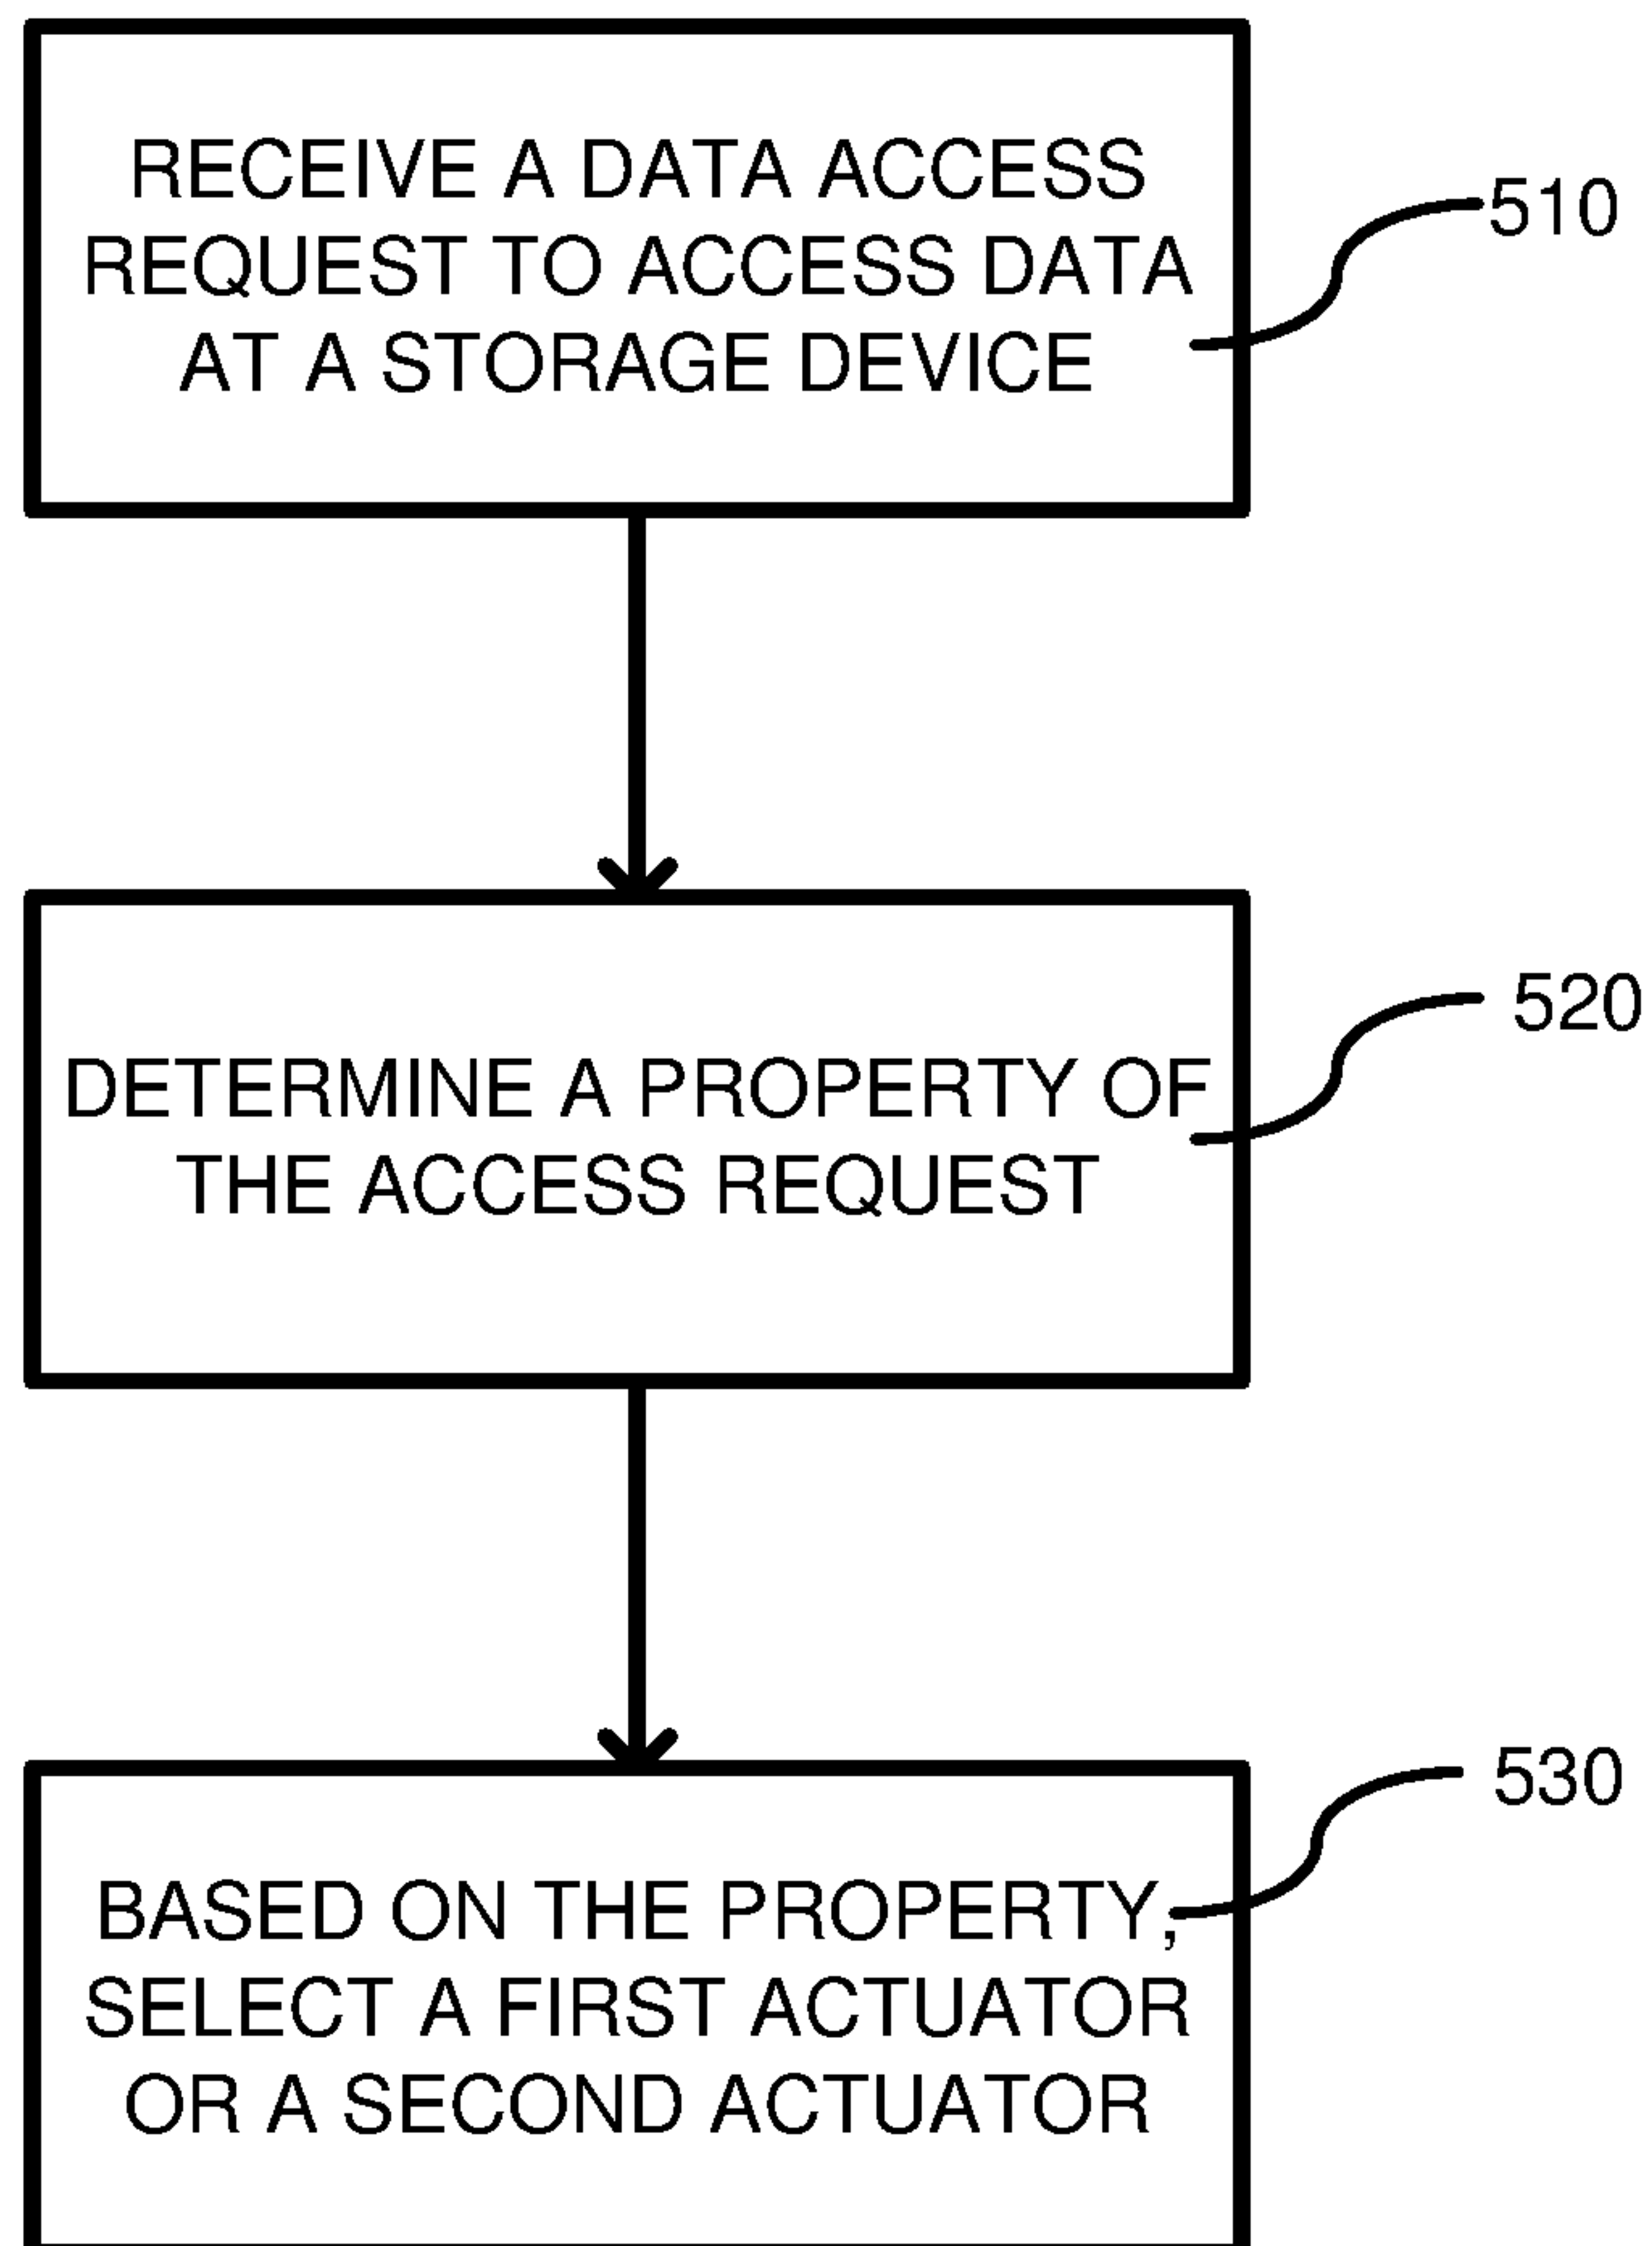 RECEIVE A DATA ACCESS
REQUEST TO ACCESS DATA
AT A STORAGE DEVICE
510
DETERMINE A PROPERTY OF
THE ACCESS REQUEST
520
BASED ON THE PROPERTY,
SELECT A FIRST ACTUATOR
OR A SECOND ACTUATOR
530